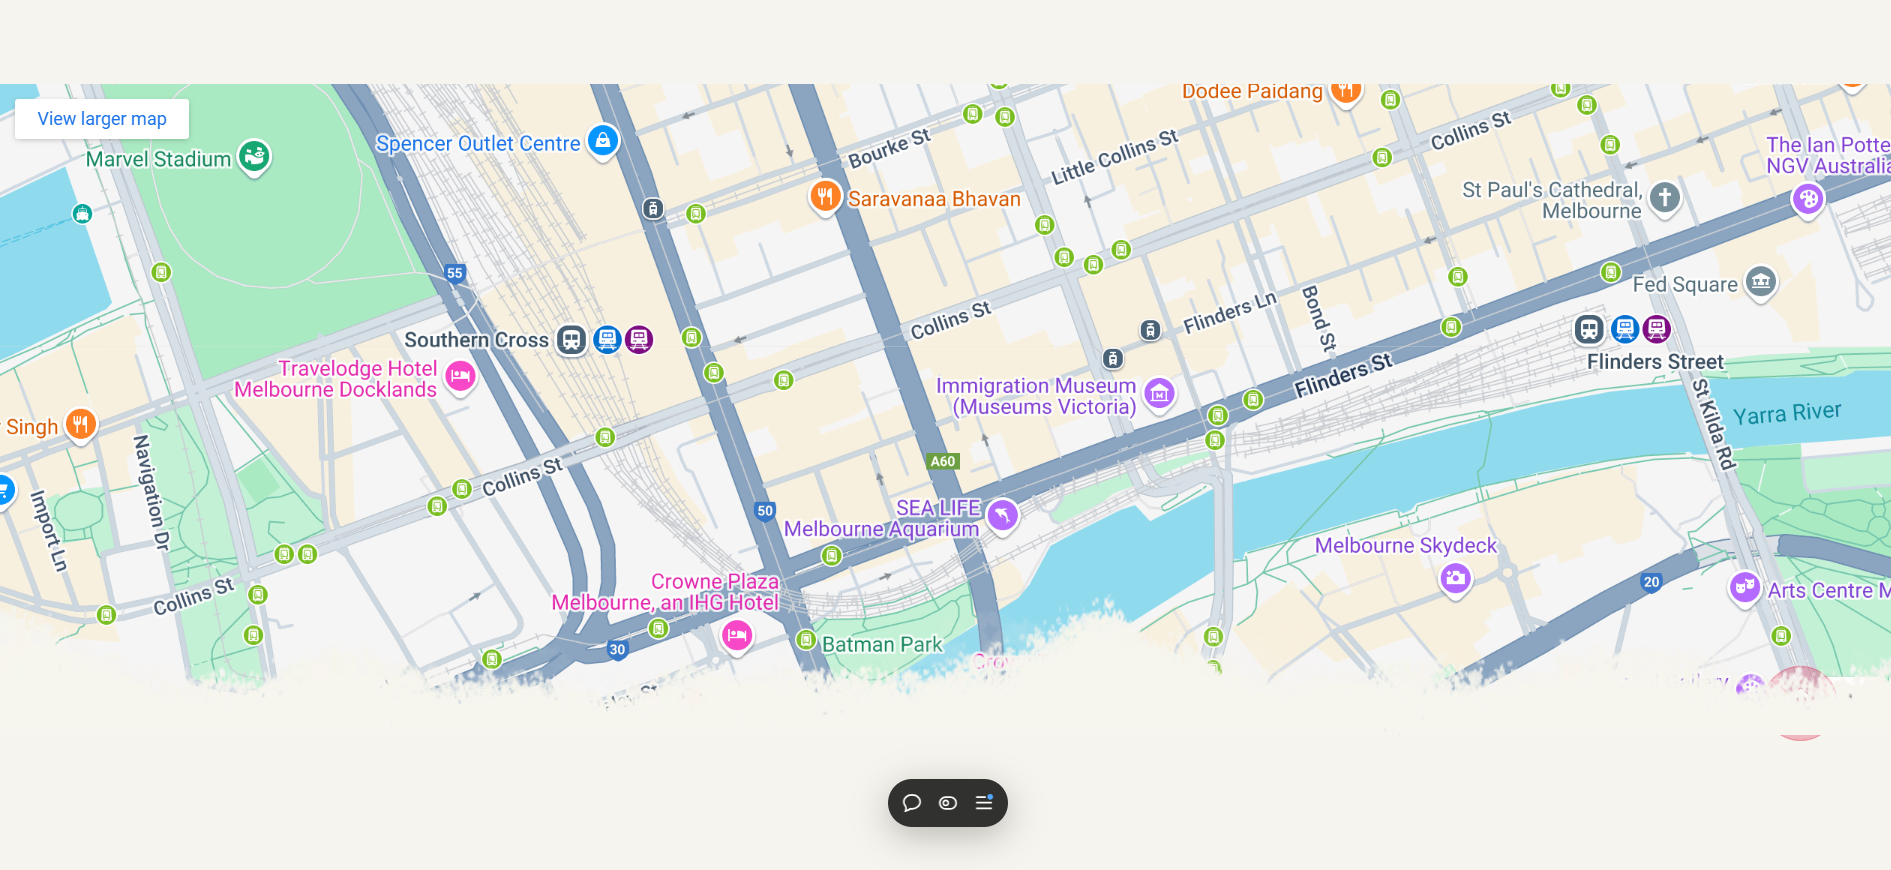 Dodee Paidang
View larger map
Collins St
Spencer Outlet Centre
Bourke St
Little Collins St
The Ian Potte
NGV Australia
Marvel Stadium
Saravanaa Bhavan
St Paul's Cathedral,
Melbourne
55
Fed Square
Flinders Ln
Bond St
Collins St
Southern Cross
Flinders Street
Travelodge Hotel
Melbourne Docklands
Flinders St
Immigration Museum
(Museums Victoria)
St Kilda Rd
Yarra River
Singh
Navigation Dr
A60
Collins St
Import Ln
50
SEA LIFE
Melbourne Aquarium
Melbourne Skydeck
Crowne Plaza
Melbourne, an IHG Hotel
20
Arts Centre M
Collins St
30
Batman Park
Cro